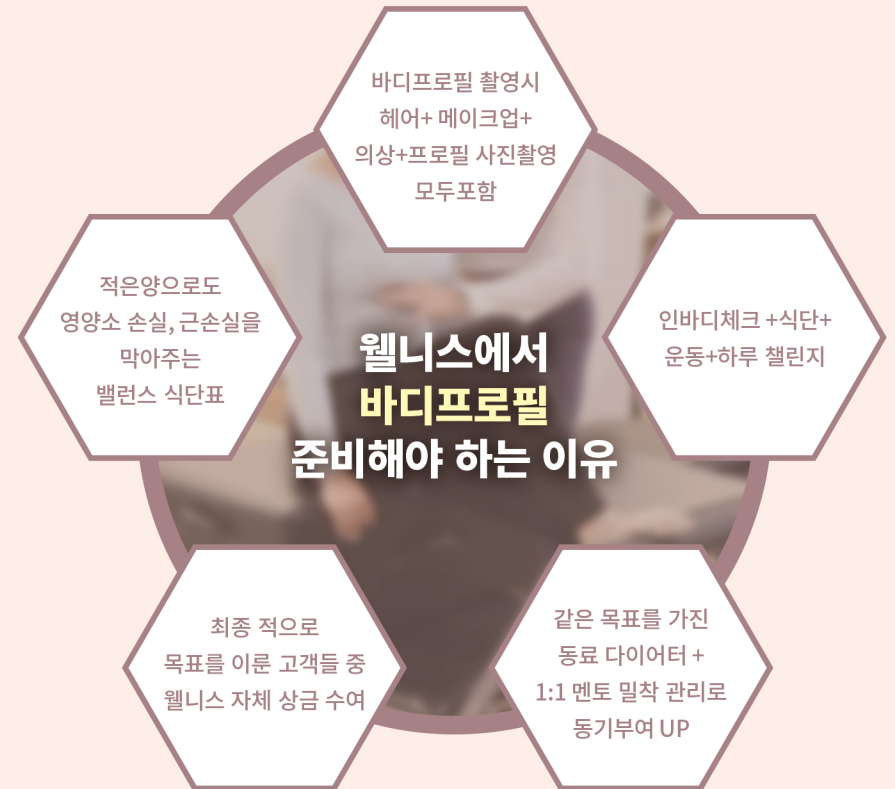 바디프로필 촬영시
헤어+ 메이크업+
의상+프로필 사진촬영
모두포함
적은양으로도
영양소 손실, 근손실을
막아주는
밸런스 식단표
인바디체크 +식단+
운동+하루 챌린지
웰니스에서
바디프로필
준비해야 하는 이유
최종 적으로
목표를 이룬 고객들 중
웰니스 자체 상금 수여
같은 목표를 가진
동료 다이어터 +
1:1 멘토 밀착 관리로
동기부여 UP